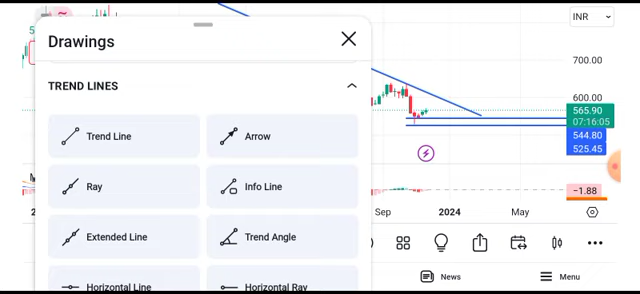 Drawings
TREND LINES
Trend Line
Arrow
Ray
Info Line
Extended Line
Trend Angle
Horizontal Line
Horizontal Ray
INR
700.00
600.00
565.90
07:16:05
544.80
525.45
−1.88
Sep
2024
May
News
Menu